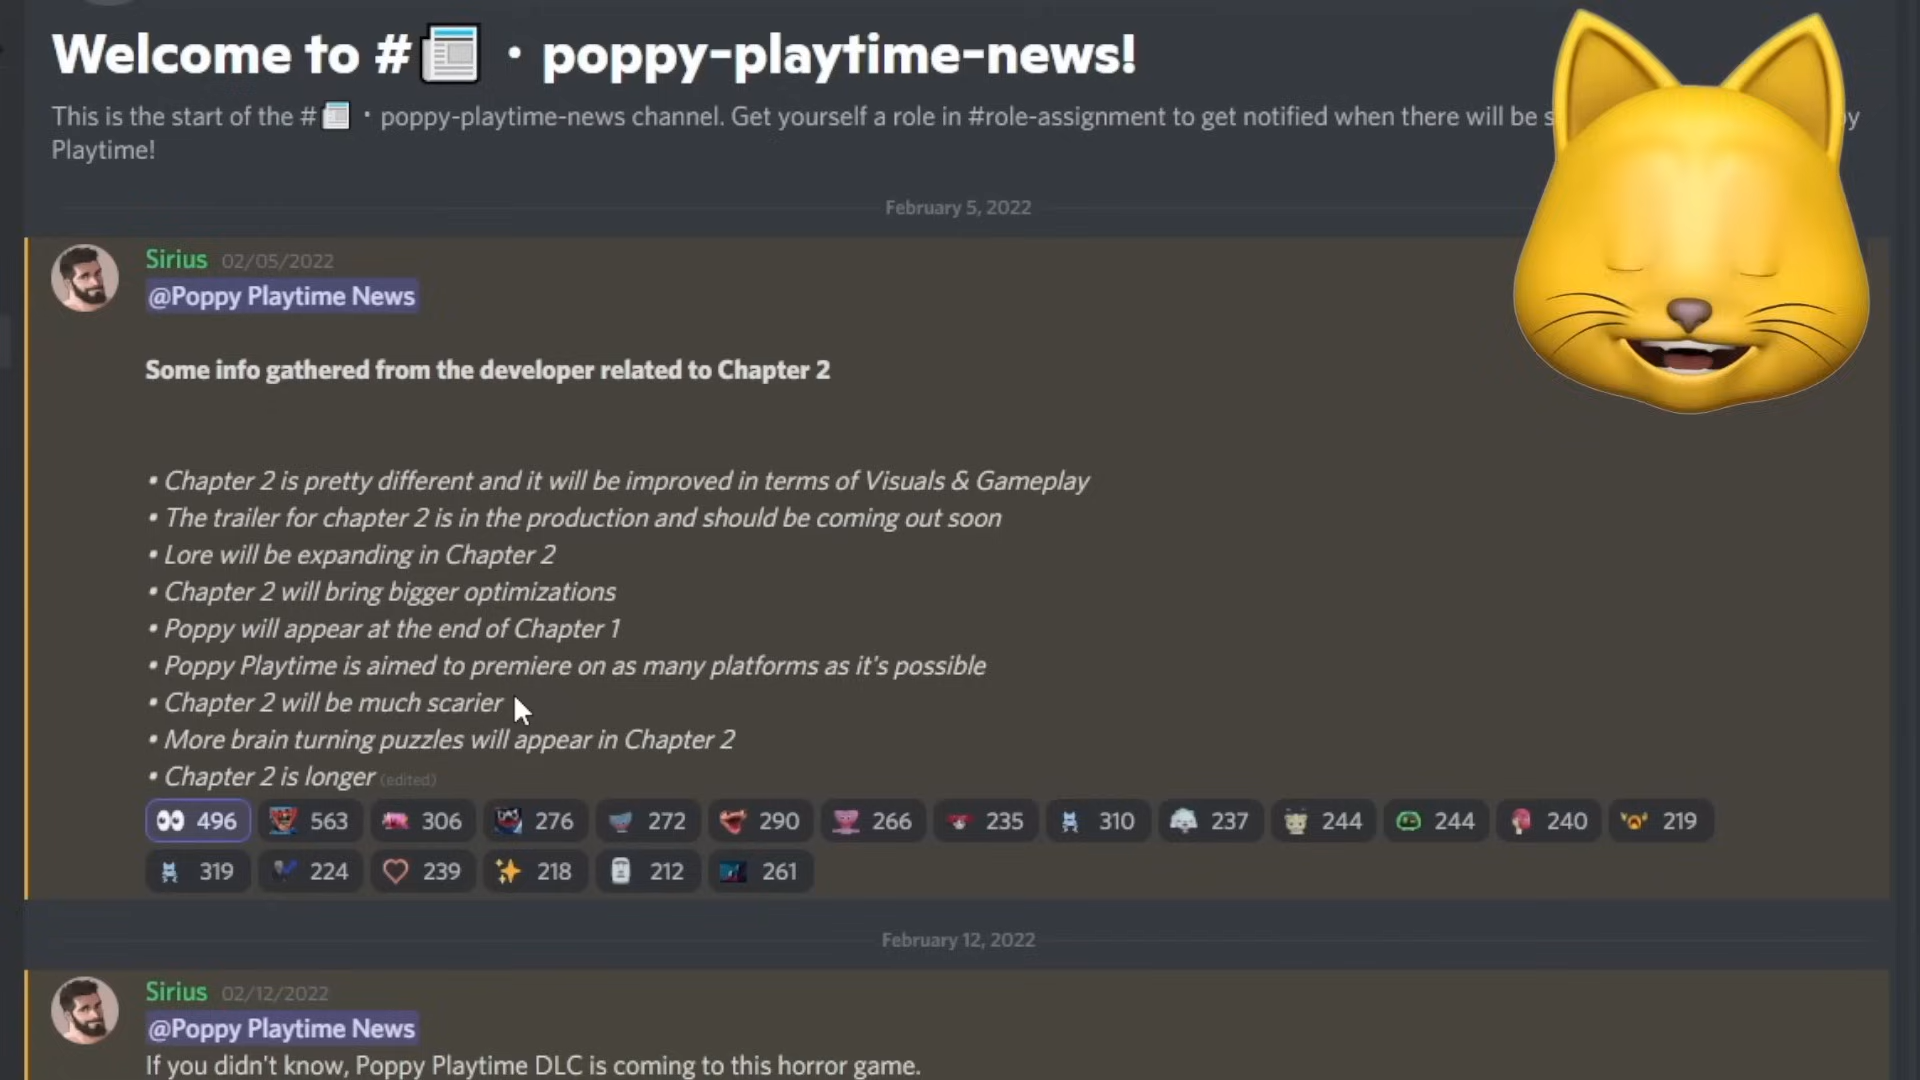 Welcome to # • poppy-playtime-news!
This is the start of the # • poppy-playtime-news channel. Get yourself a role in #role-assignment to get notified when there will be
Playtime!
February 5, 2022
Sirius 02/05/2022
@Poppy Playtime News
Some info gathered from the developer related to Chapter 2
• Chapter 2 is pretty different and it will be improved in terms of Visuals & Gameplay
• The trailer for chapter 2 is in the production and should be coming out soon
• Lore will be expanding in Chapter 2
• Chapter 2 will bring bigger optimizations
• Poppy will appear at the end of Chapter 1
• Poppy Playtime is aimed to premiere on as many platforms as it's possible
• Chapter 2 will be much scarier
• More brain turning puzzles will appear in Chapter 2
• Chapter 2 is longer (edited)
496 563 306 276 272 290 266 235 310 237 244 244 240 219
319 224 239 218 212 261
February 12, 2022
Sirius 02/12/2022
@Poppy Playtime News
If you didn't know, Poppy Playtime DLC is coming to this horror game.